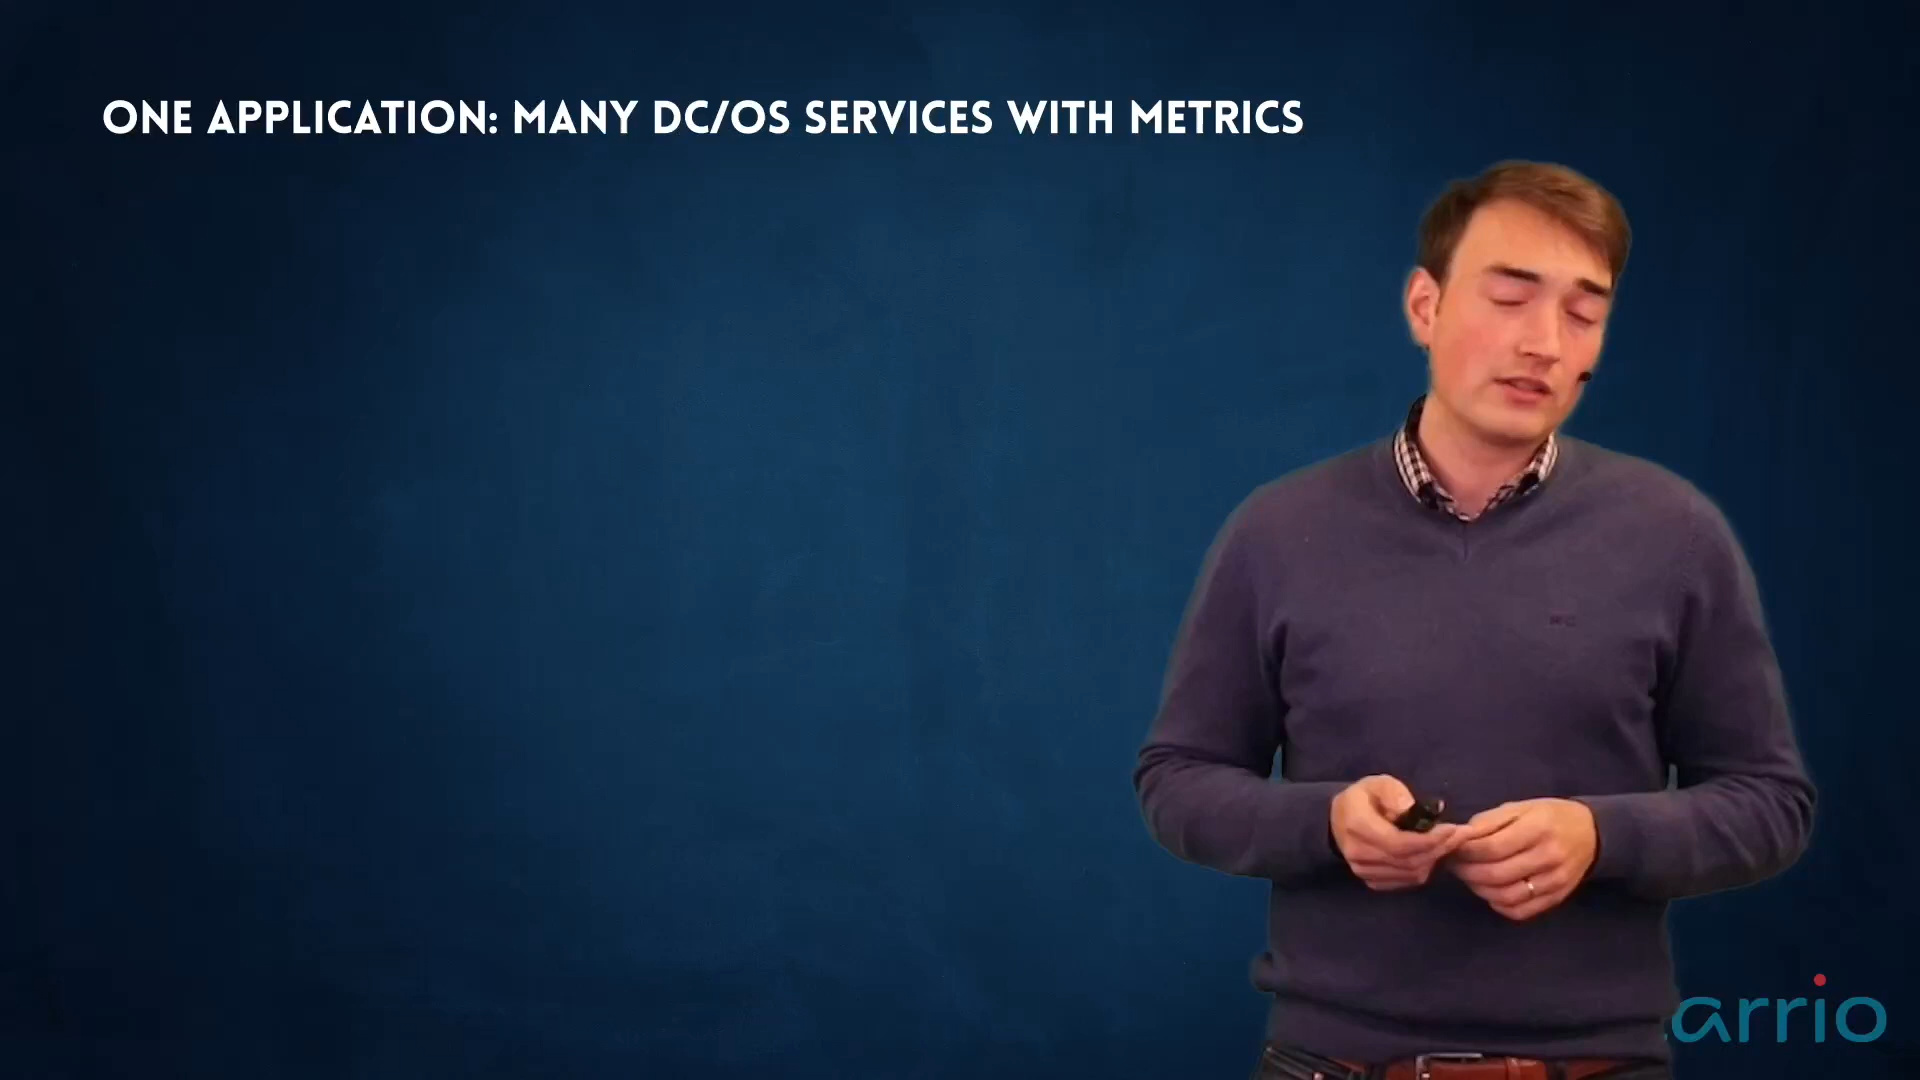 ONE APPLICATION: MANY DC/OS SERVICES WITH METRICS
arrio